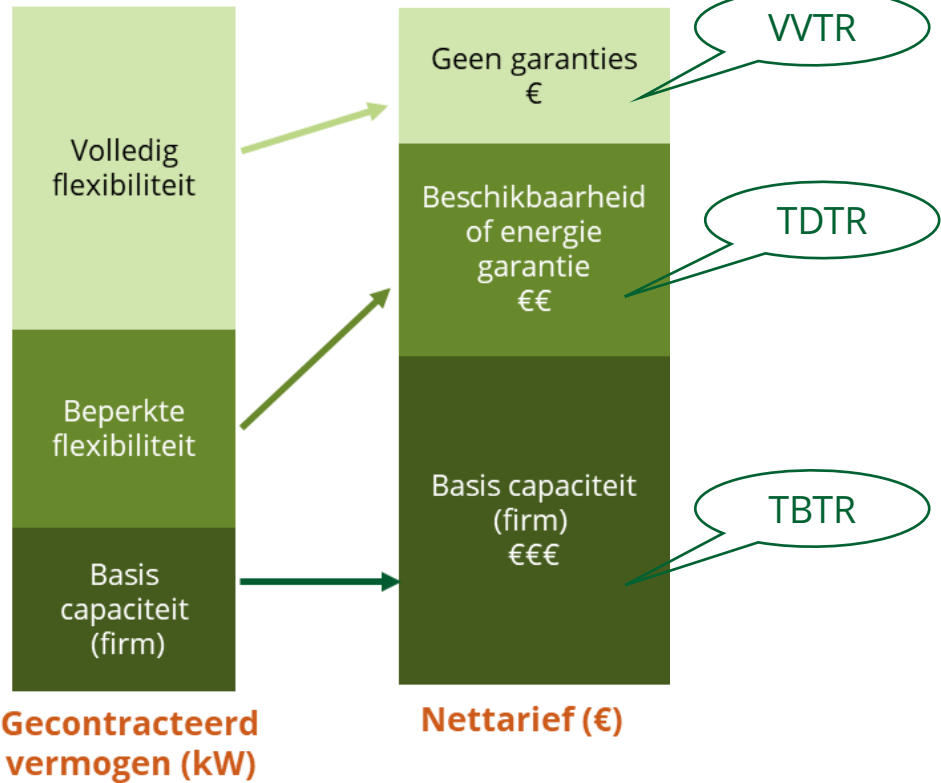 Volledig
flexibiliteit
Beperkte
flexibiliteit
Basis
capaciteit
(firm)
Gecontracteerd
vermogen (kW)
Geen garanties
€
Beschikbaarheid
of energie
garantie
€€
Basis capaciteit
(firm)
€€€
Nettarief (€)
VVTR
TDTR
TBTR